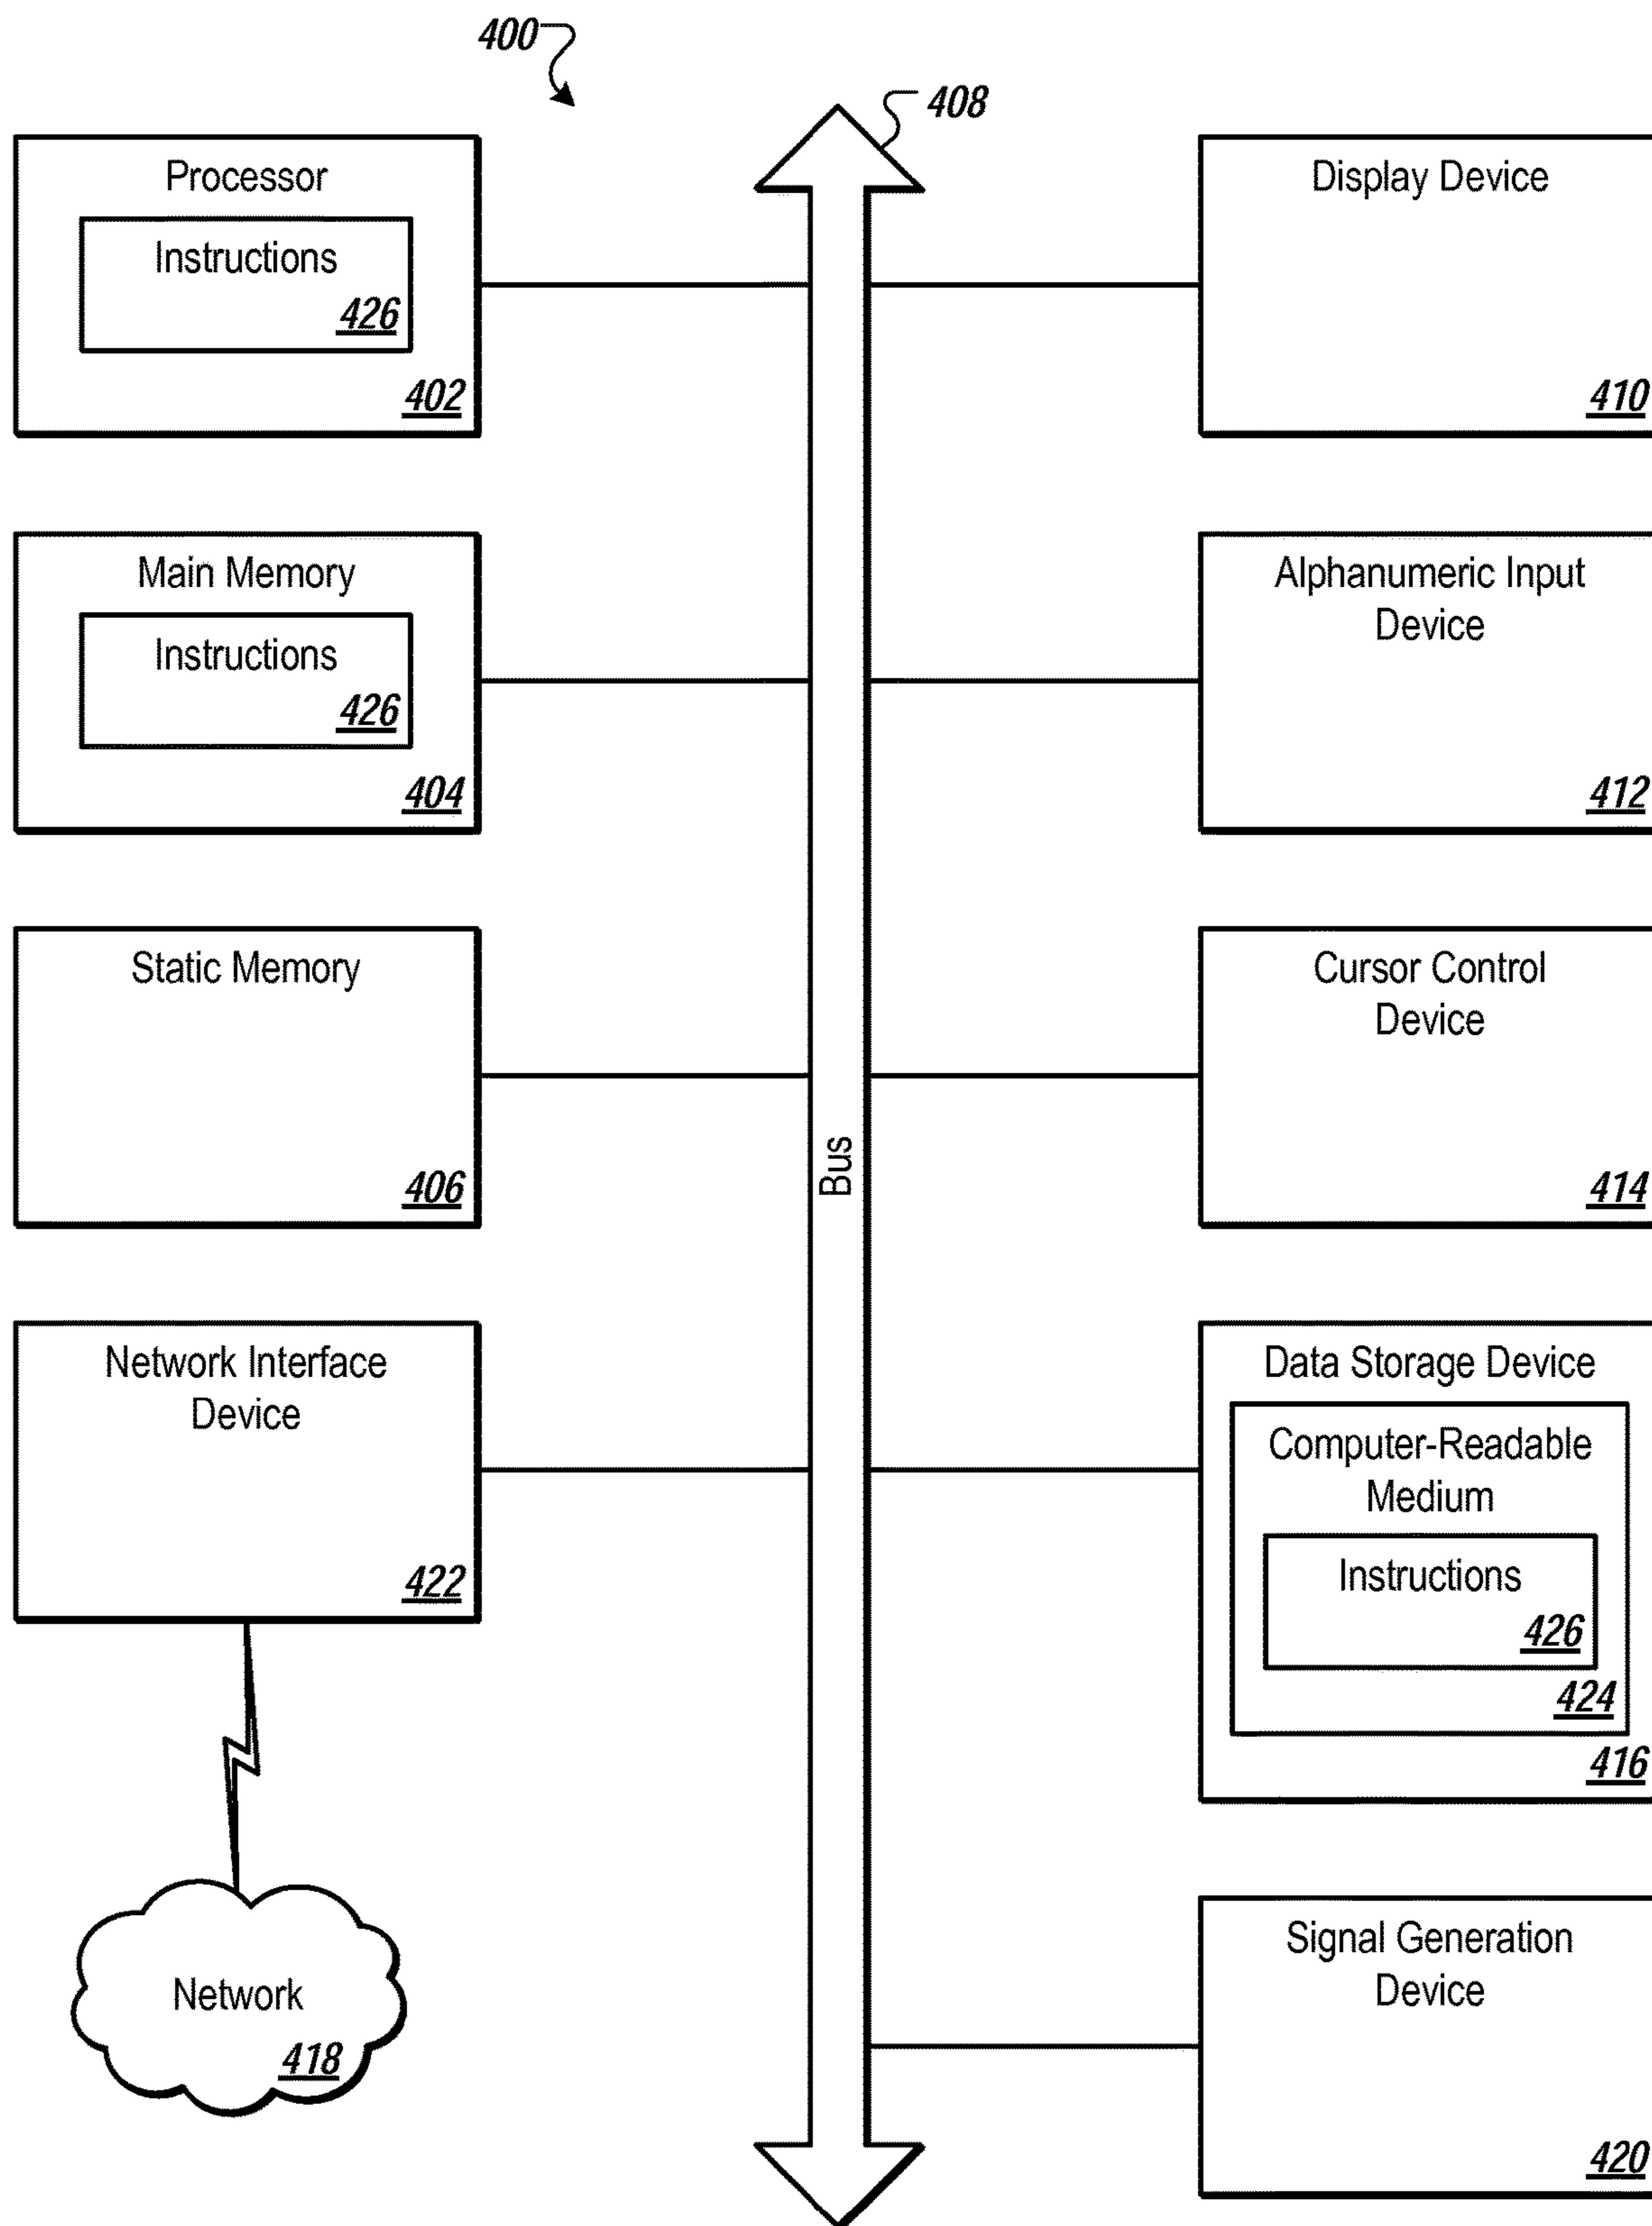 400
408
Processor
Instructions
426
402
Display Device
410
Main Memory
Instructions
426
404
Alphanumeric Input
Device
412
Static Memory
406
Cursor Control
Device
414
Bus
Network Interface
Device
422
Data Storage Device
Computer-Readable
Medium
Instructions
426
424
416
Network
418
Signal Generation
Device
420